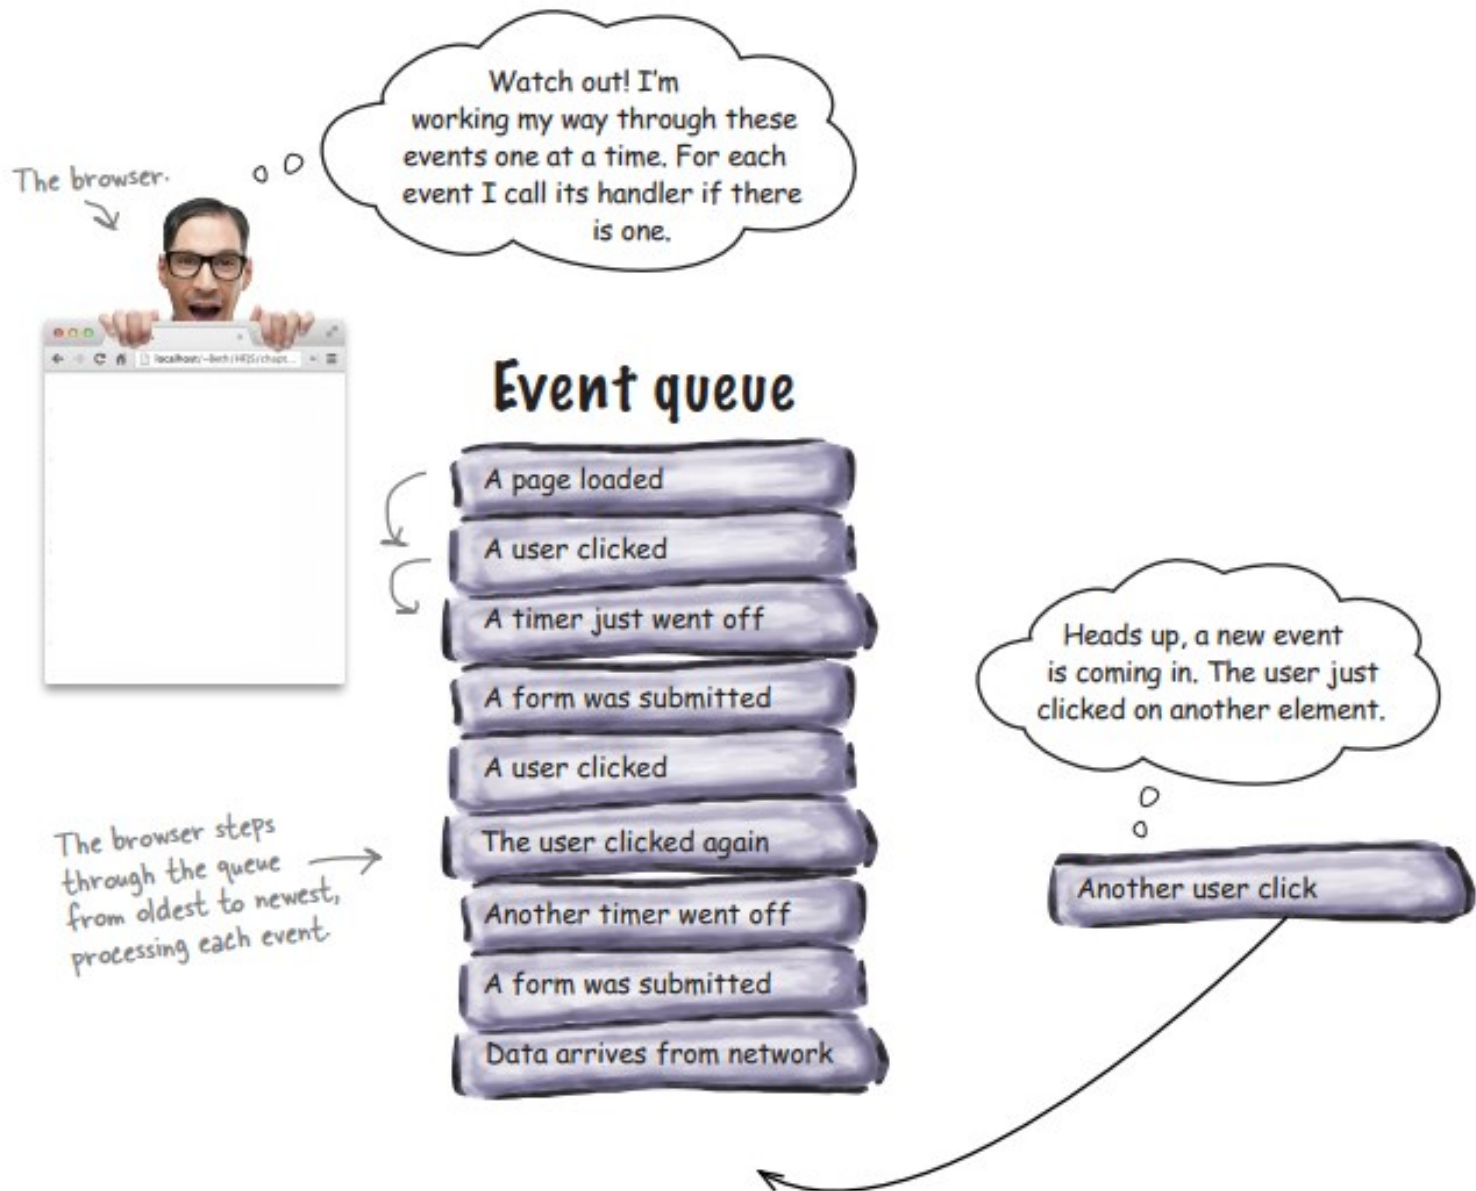 Watch out! I'm
working my way through these
events one at a time. For each
event I call its handler if there
is one.
The browser.
localhost/~Beth/HFJS/chapt...
Event queue
A page loaded
A user clicked
A timer just went off
A form was submitted
A user clicked
The user clicked again
Another timer went off
A form was submitted
Data arrives from network
The browser steps
through the queue
from oldest to newest,
processing each event.
Heads up, a new event
is coming in. The user just
clicked on another element.
Another user click